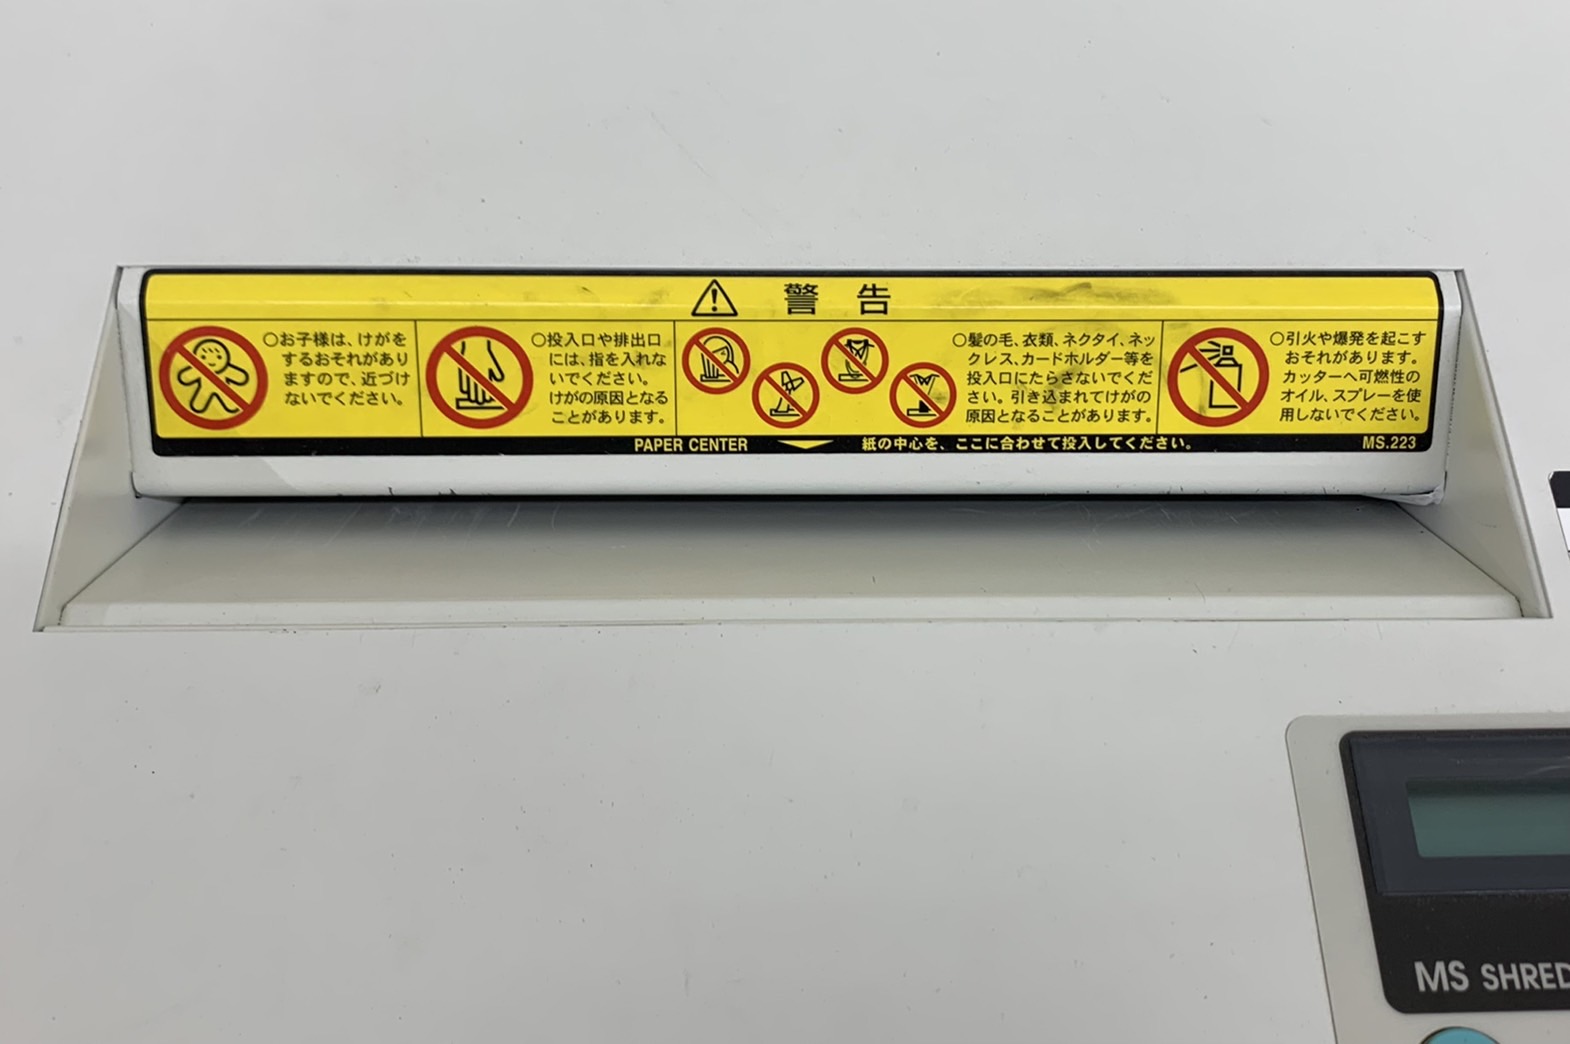 警告
○お子様は、けがを
するおそれがあり
ますので、近づけ
ないでください。
○投入口や排出口
には、指を入れな
いでください。
けがの原因となる
ことがあります。
○髪の毛、衣類、ネクタイ、ネッ
クレス、カードホルダー等を
投入口にたらさないでくだ
さい。引き込まれてけがの
原因となることがあります。
○引火や爆発を起こす
おそれがあります。
カッターへ可燃性の
オイル、スプレーを使
用しないでください。
PAPER CENTER 紙の中心を、ここに合わせて投入してください。 MS.223
MS SHRED